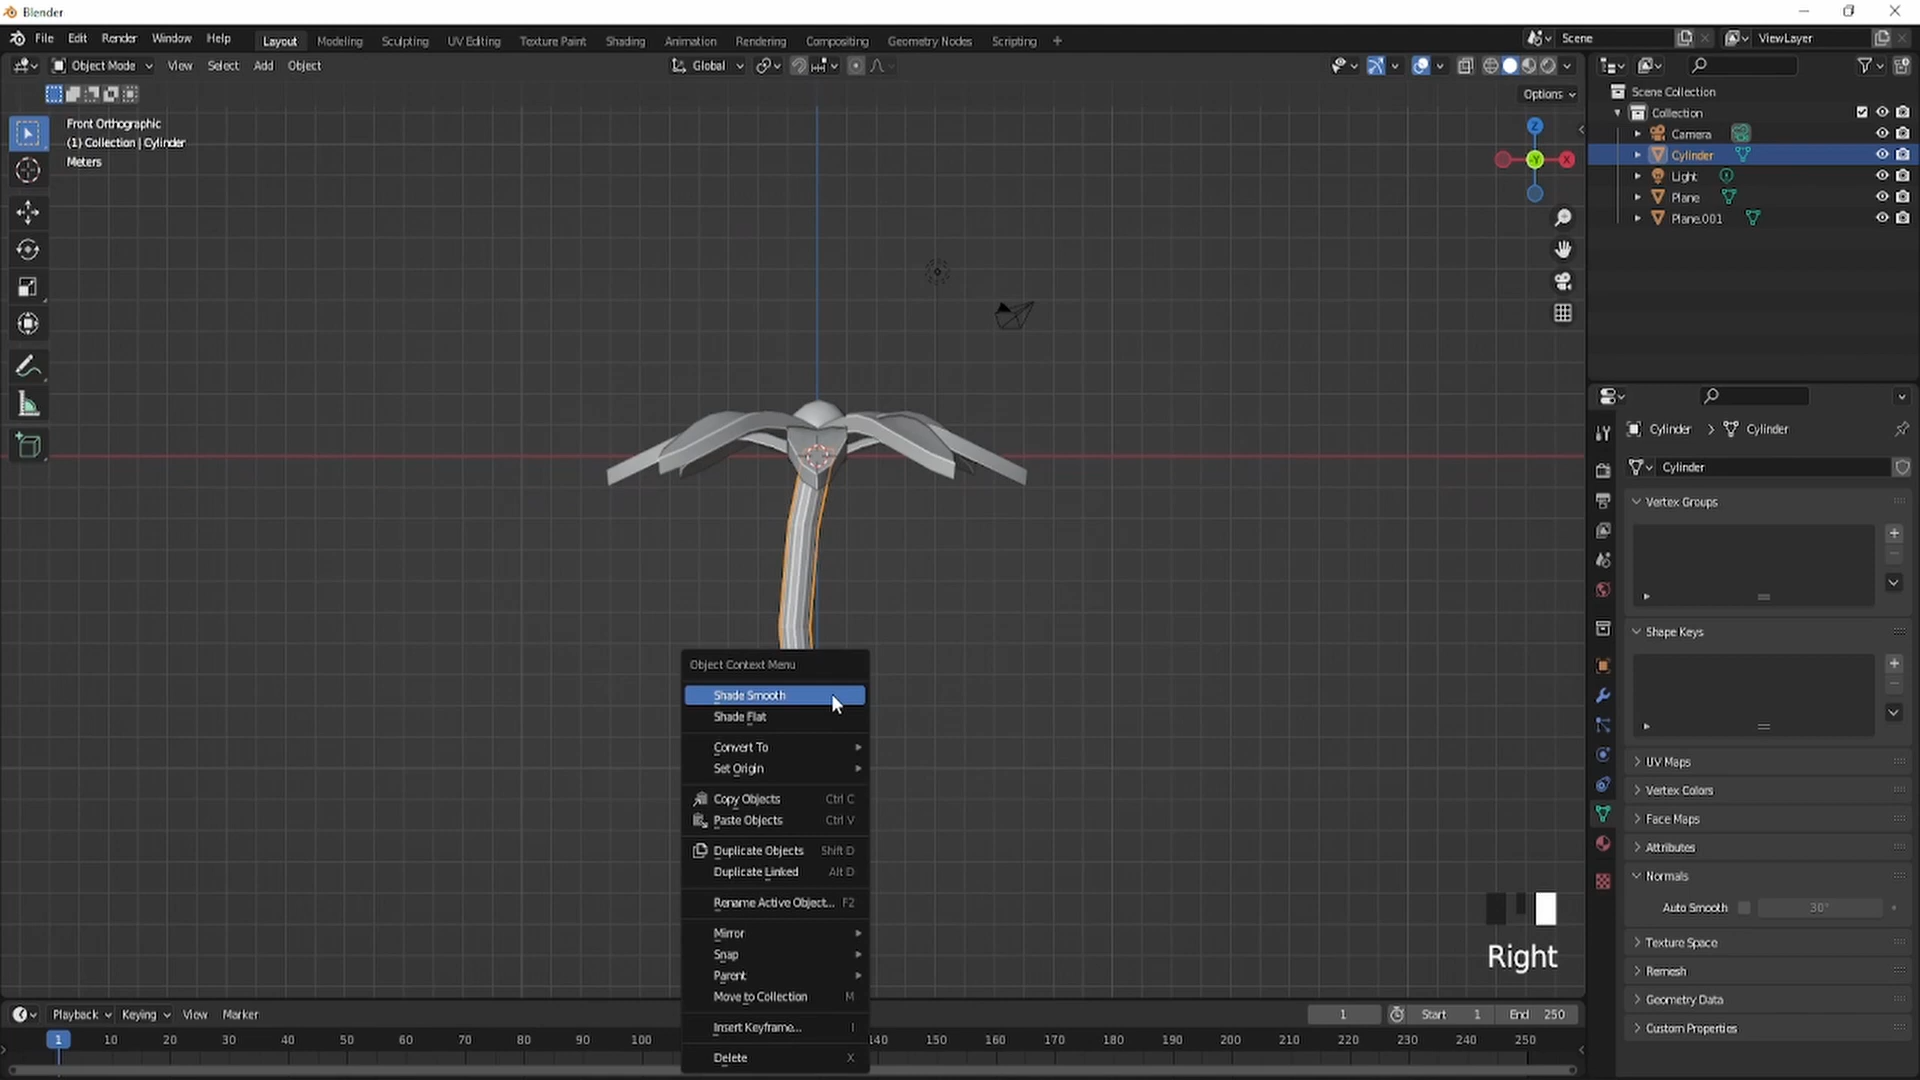 Blender
File Edit Render Window Help
Layout Modeling Sculpting UV Editing Texture Paint Shading Animation Rendering Compositing Geometry Nodes Scripting +
Scene
ViewLayer
Object Mode View Select Add Object
Global
Options
Front Orthographic
(1) Collection | Cylinder
Meters
Z
-Y
X
Scene Collection
Collection
Camera
Cylinder
Light
Plane
Plane.001
Cylinder > Cylinder
Cylinder
Vertex Groups
Shape Keys
UV Maps
Vertex Colors
Face Maps
Attributes
Normals
Auto Smooth 30°
Texture Space
Remesh
Geometry Data
Custom Properties
Object Context Menu
Shade Smooth
Shade Flat
Convert To
Set Origin
Copy Objects Ctrl C
Paste Objects Ctrl V
Duplicate Objects Shift D
Duplicate Linked Alt D
Rename Active Object... F2
Mirror
Snap
Parent
Move to Collection M
Insert Keyframe... I
Delete X
Right
Playback Keying View Marker
1 Start 1 End 250
1 10 20 30 40 50 60 70 80 90 100 140 150 160 170 180 190 200 210 220 230 240 250